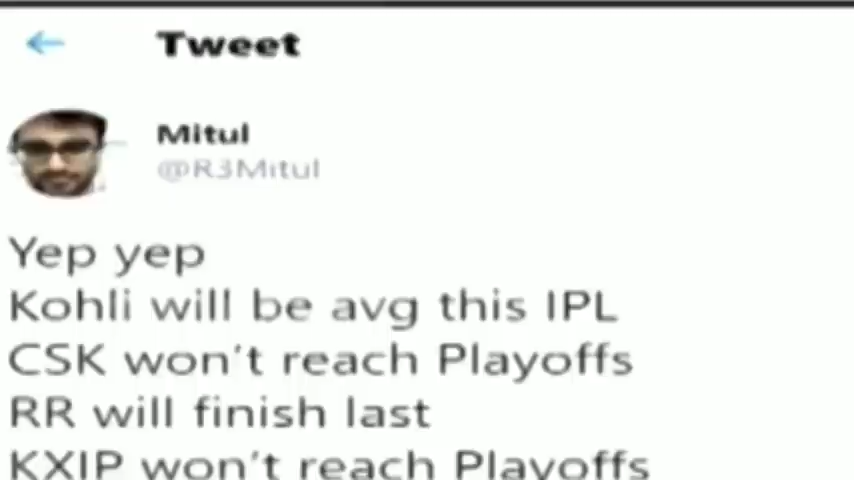 Tweet
Mitul
@R3Mitul
Yep yep
Kohli will be avg this IPL
CSK won't reach Playoffs
RR will finish last
KXIP won't reach Playoffs